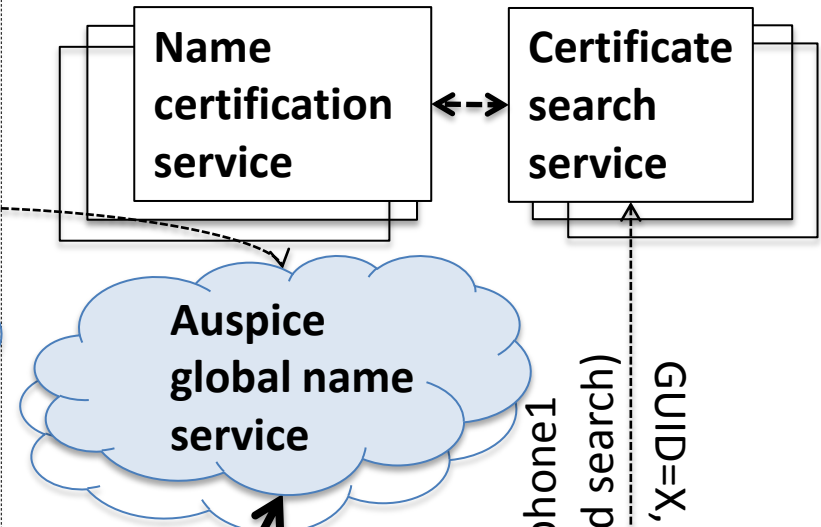 Name
certification
service
Certificate
search
service
Auspice
global name
service
phone1
d search)
GUID=X,